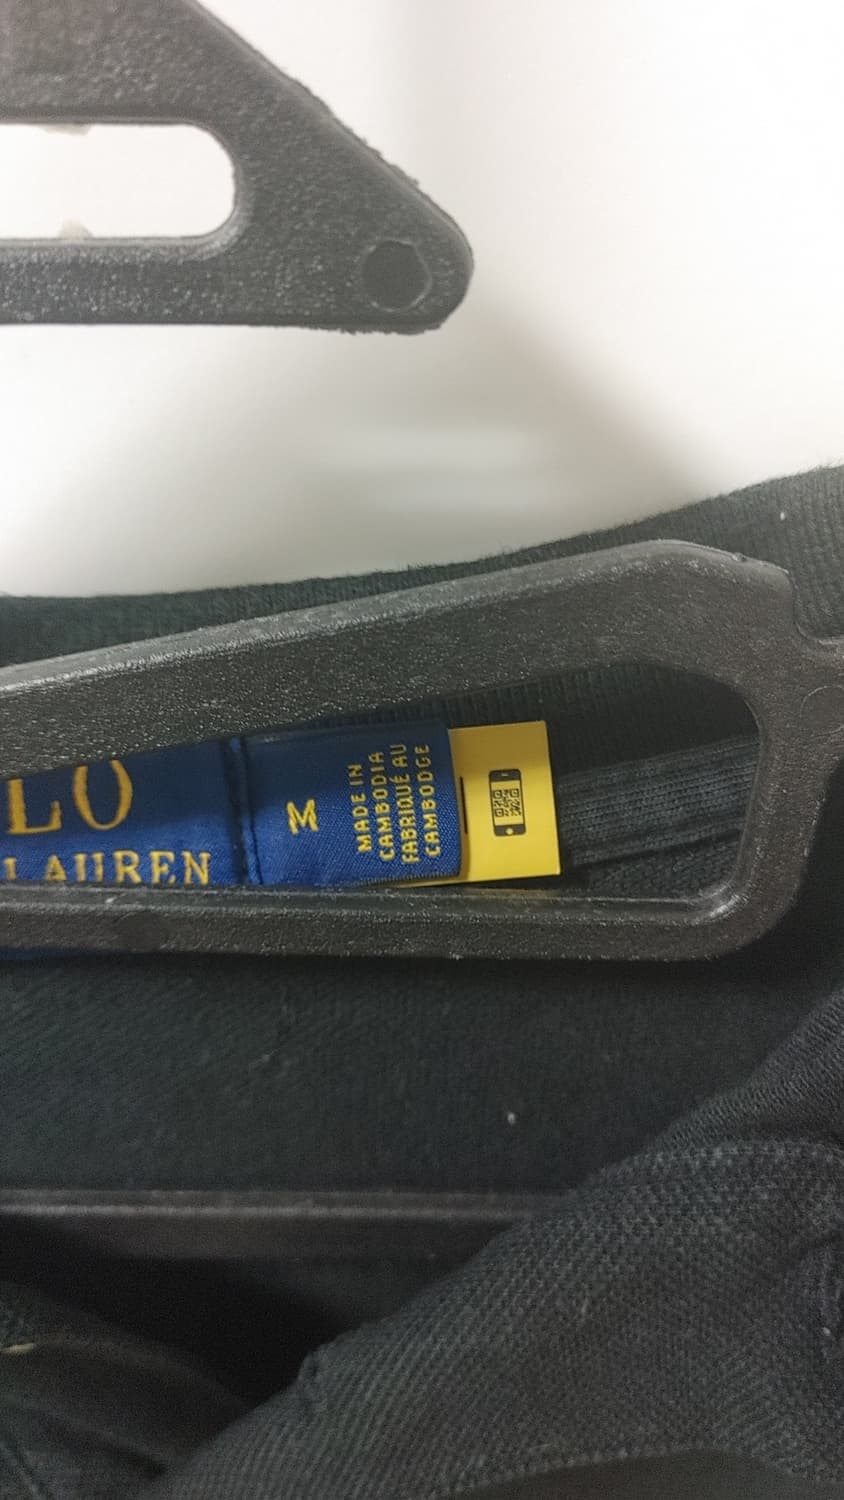 LO
LAUREN
M
MADE IN
CAMBODIA
FABRIQUÉ AU
CAMBODGE